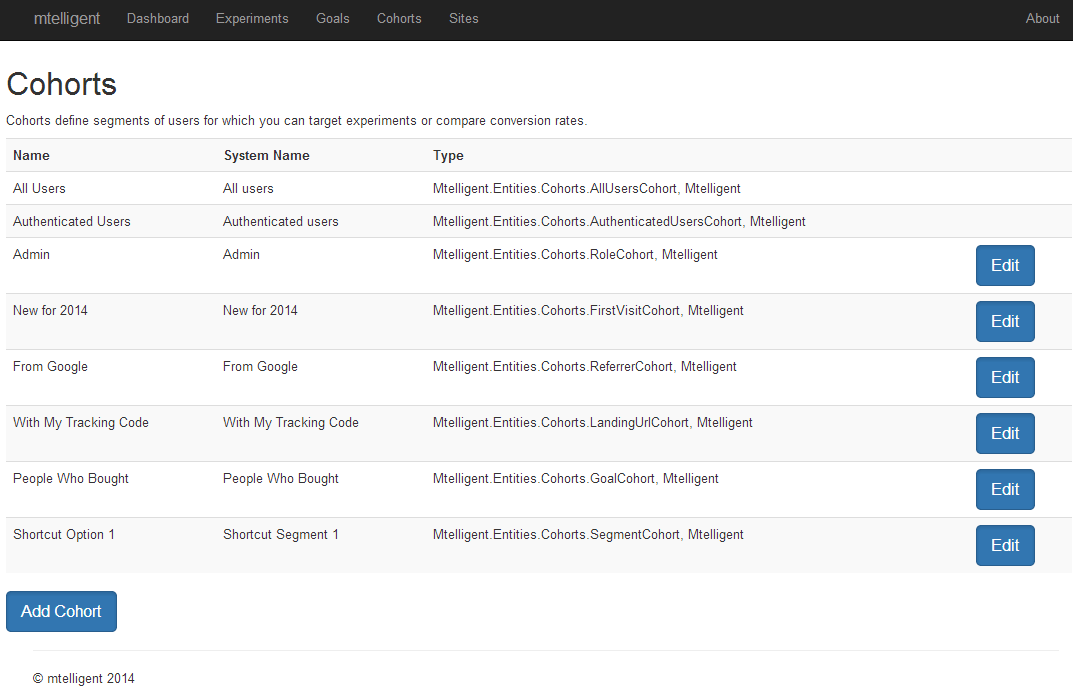 mtelligent Dashboard Experiments Goals Cohorts Sites About
Cohorts
Cohorts define segments of users for which you can target experiments or compare conversion rates.
Name System Name Type
All Users All users Mtelligent.Entities.Cohorts.AllUsersCohort, Mtelligent
Authenticated Users Authenticated users Mtelligent.Entities.Cohorts.AuthenticatedUsersCohort, Mtelligent
Admin Admin Mtelligent.Entities.Cohorts.RoleCohort, Mtelligent Edit
New for 2014 New for 2014 Mtelligent.Entities.Cohorts.FirstVisitCohort, Mtelligent Edit
From Google From Google Mtelligent.Entities.Cohorts.ReferrerCohort, Mtelligent Edit
With My Tracking Code With My Tracking Code Mtelligent.Entities.Cohorts.LandingUrlCohort, Mtelligent Edit
People Who Bought People Who Bought Mtelligent.Entities.Cohorts.GoalCohort, Mtelligent Edit
Shortcut Option 1 Shortcut Segment 1 Mtelligent.Entities.Cohorts.SegmentCohort, Mtelligent Edit
Add Cohort
© mtelligent 2014